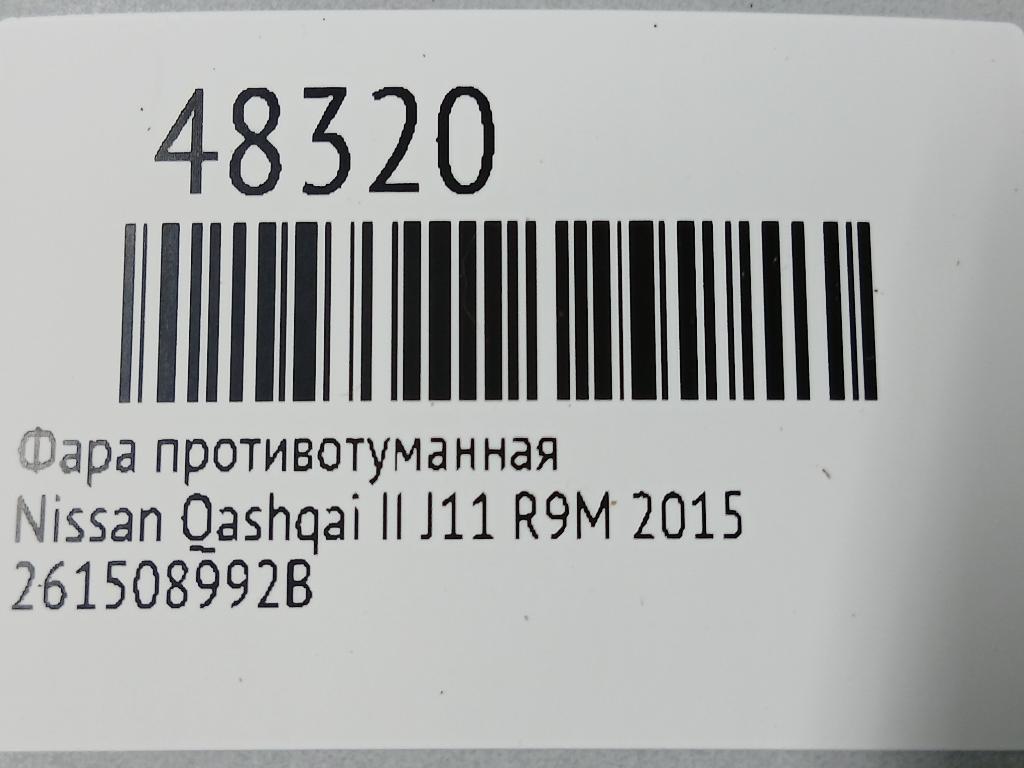 48320
Фара противотуманная
Nissan Qashqai II J11 R9M 2015
261508992B